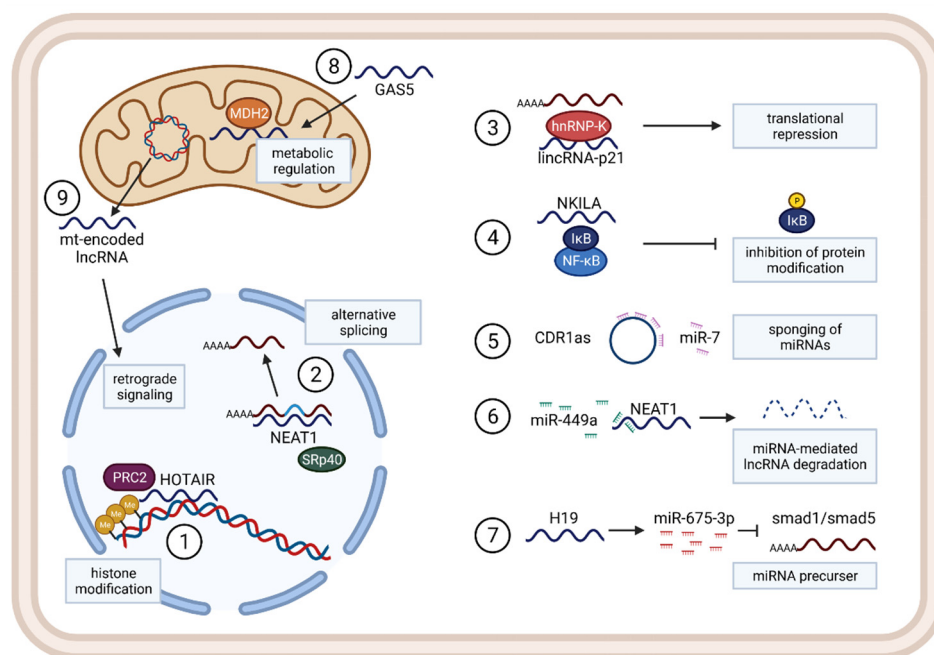 8
GAS5
MDH2
metabolic
regulation
9
mt-encoded
lncRNA
alternative
splicing
AAAA
2
retrograde
signaling
AAAA
NEAT1
SRp40
PRC2
HOTAIR
Me
Me
Me
1
histone
modification
3
AAAA
hnRNP-K
lincRNA-p21
translational
repression
4
NKILA
IκB
NF-κB
P
IκB
inhibition of protein
modification
5
CDR1as
miR-7
sponging of
miRNAs
6
miR-449a
NEAT1
miRNA-mediated
lncRNA degradation
7
H19
miR-675-3p
smad1/smad5
AAAA
miRNA precurser